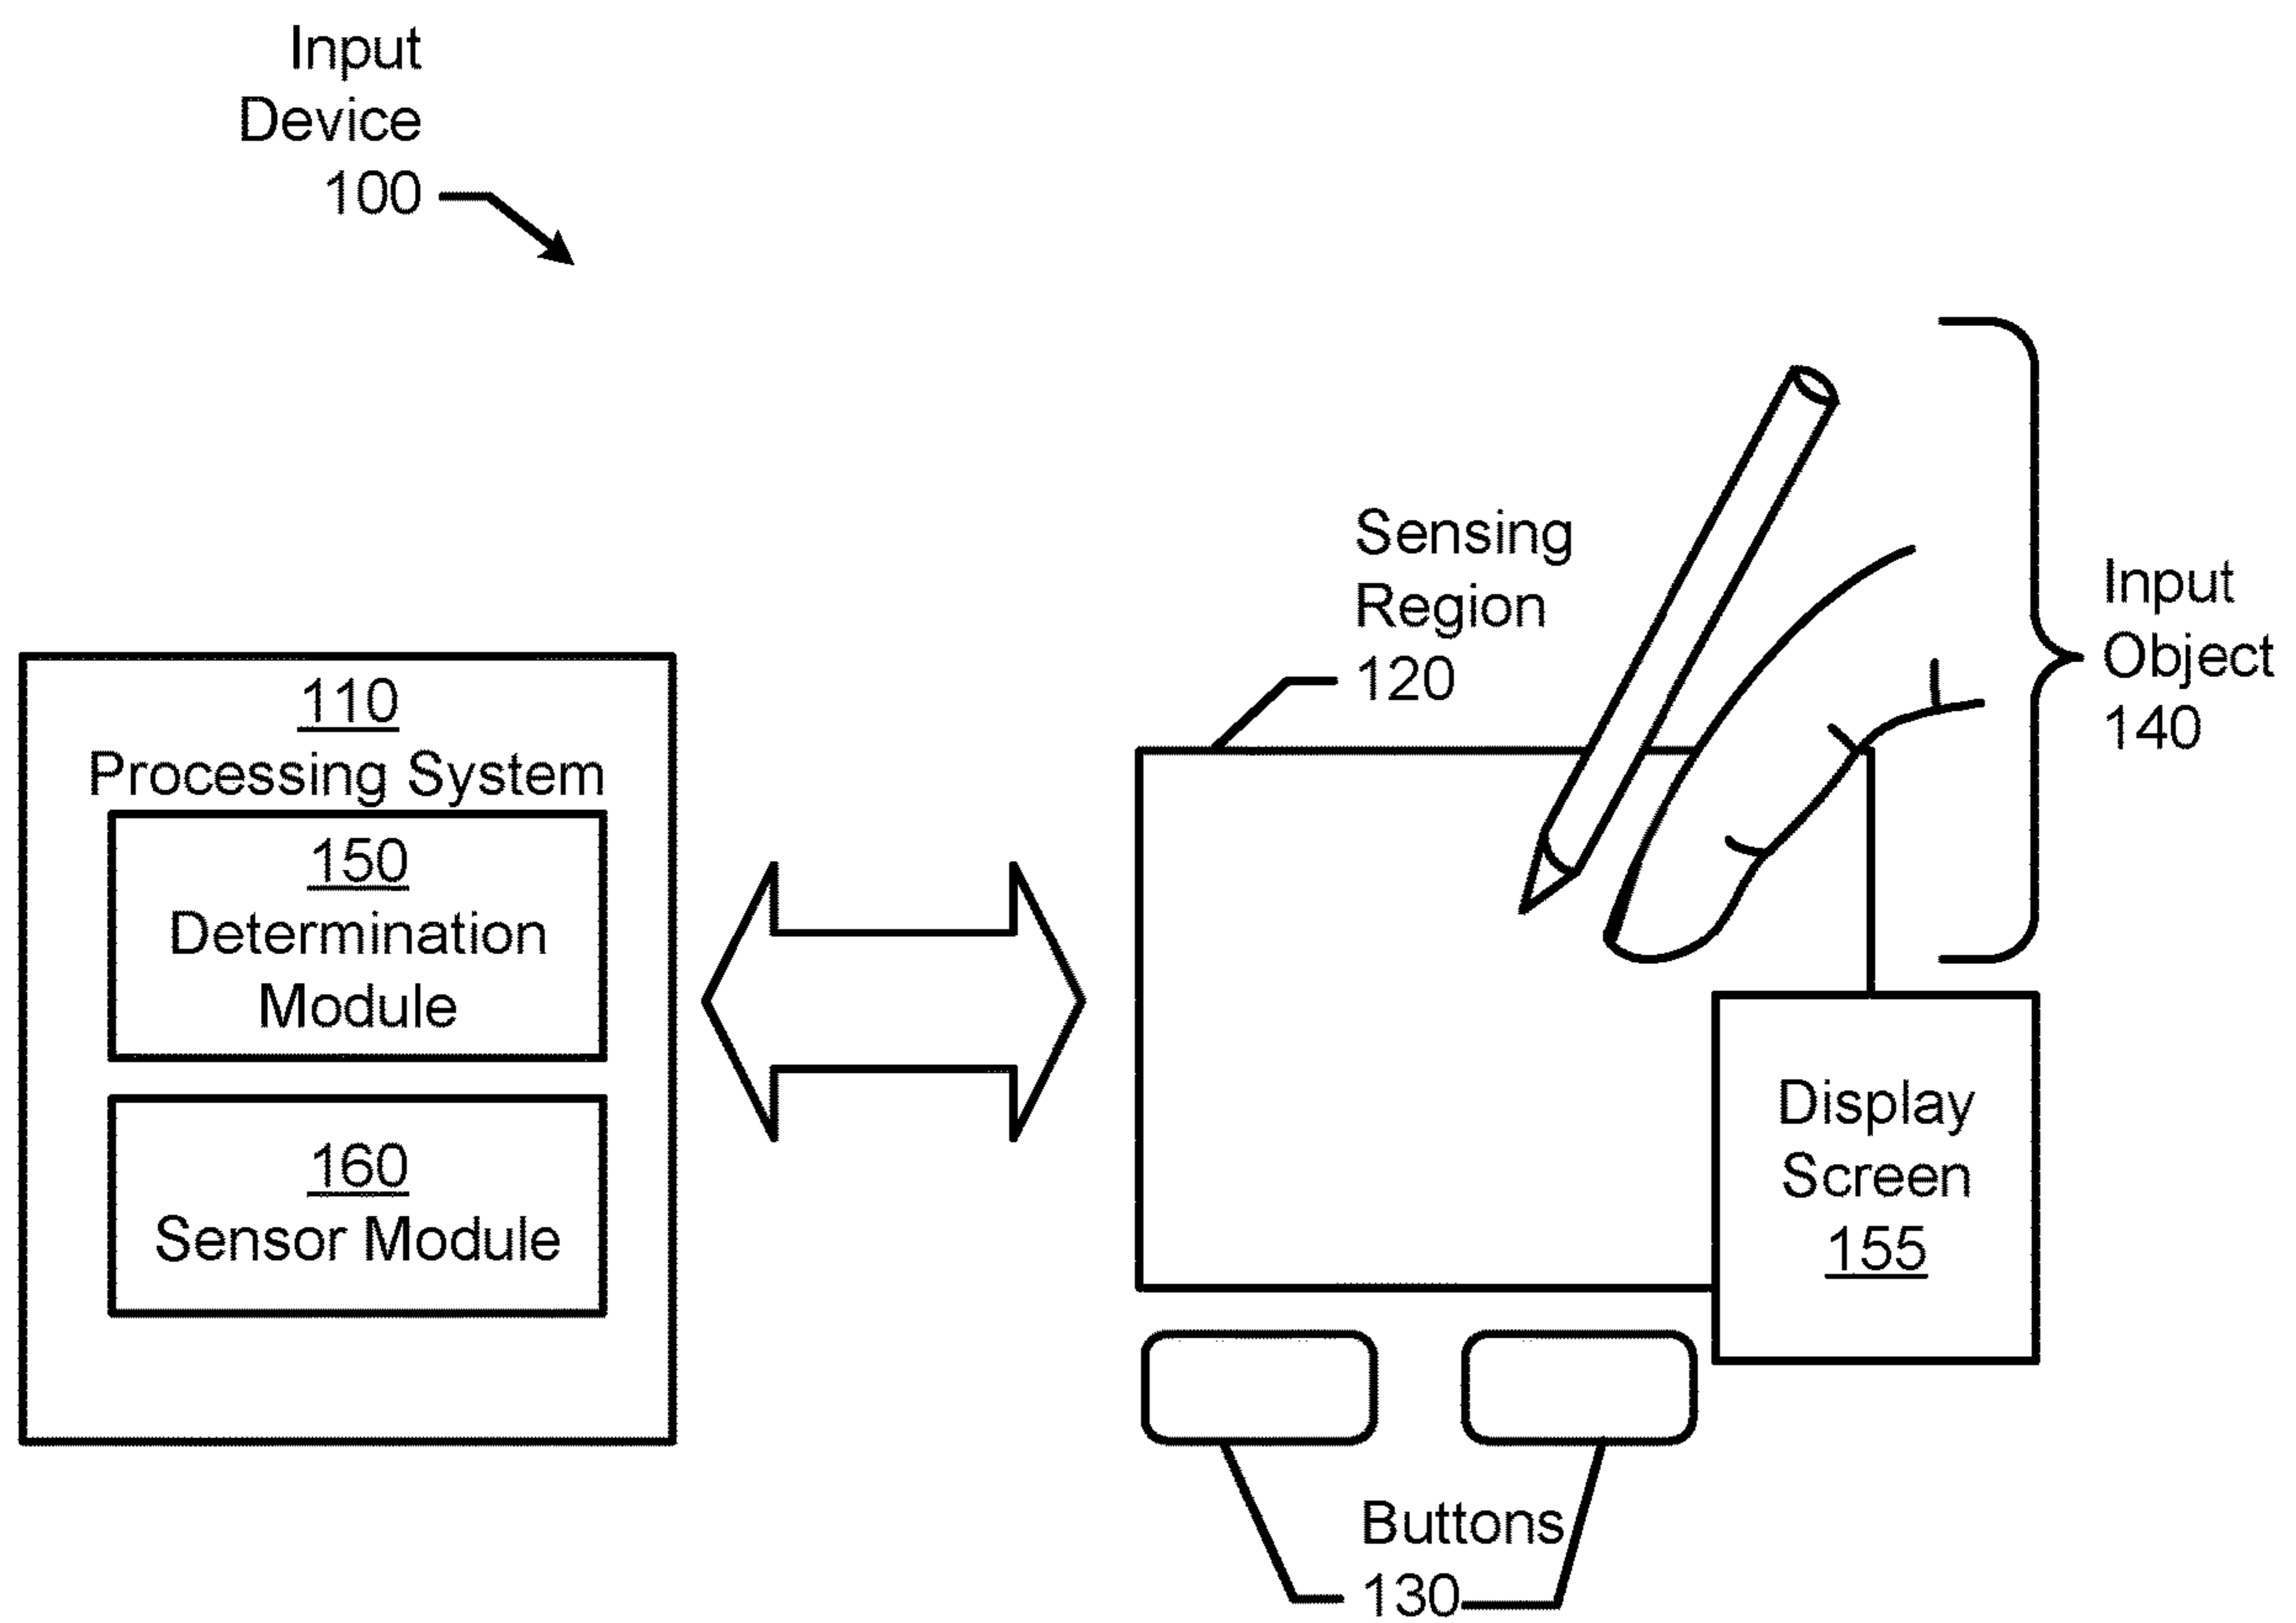 Input
Device
100
Sensing
Region
120
Input
Object
140
110
Processing System
150
Determination
Module
160
Sensor Module
Display
Screen
155
Buttons
130